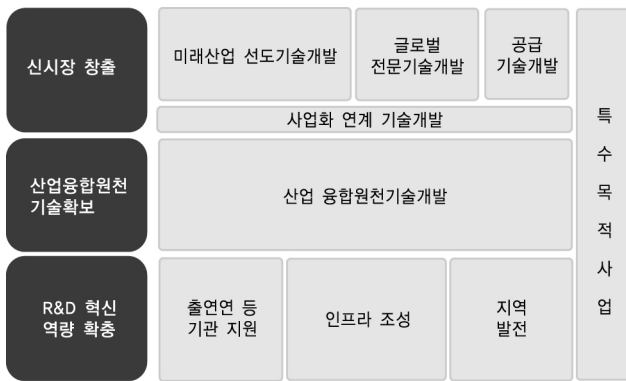 신시장 창출
미래산업 선도기술개발
글로벌
전문기술개발
공급
기술개발
사업화 연계 기술개발
산업융합원천
기술확보
산업 융합원천기술개발
R&D 혁신
역량 확충
출연연 등
기관 지원
인프라 조성
지역
발전
특
수
목
적
사
업